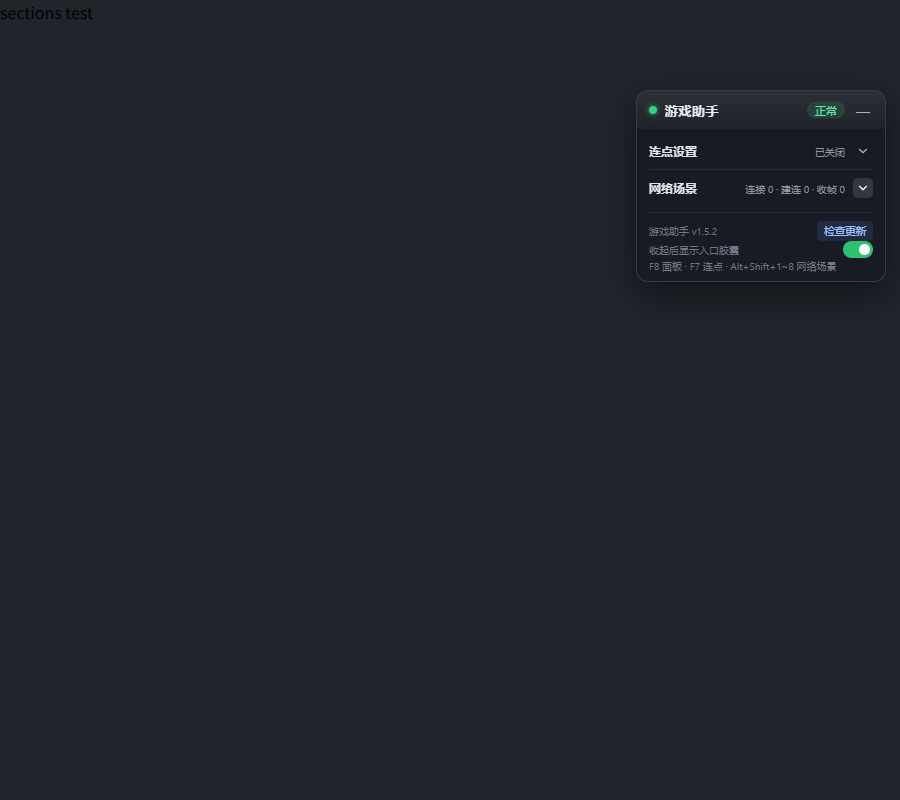 sections test
游戏助手 正常 —
连点设置 已关闭
网络场景 连接 0 · 建连 0 · 收帧 0
游戏助手 v1.5.2 检查更新
收起后显示入口胶囊
F8 面板 · F7 连点 · Alt+Shift+1~8 网络场景